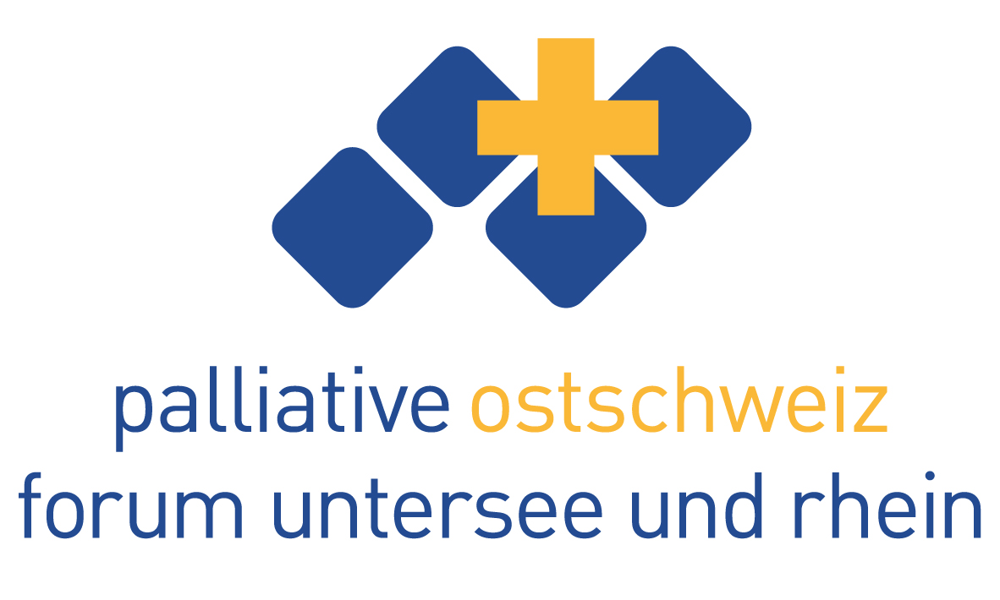 palliative ostschweiz
forum untersee und rhein